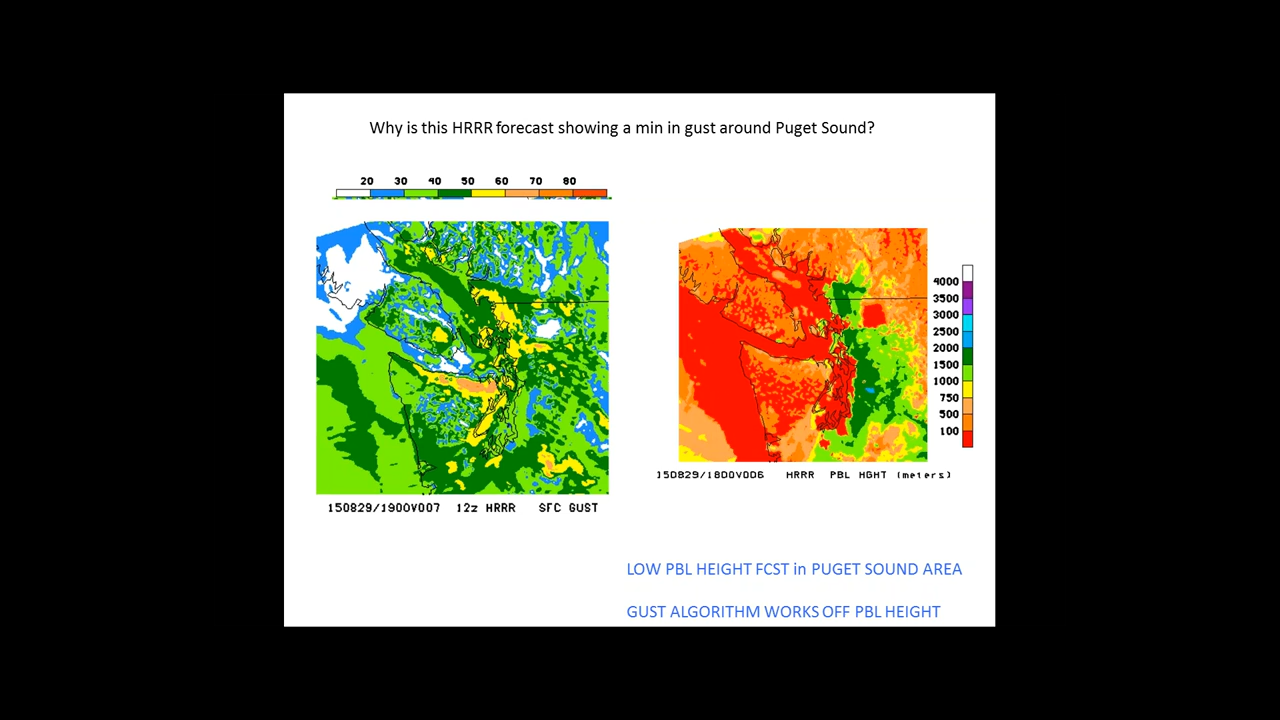 Why is this HRRR forecast showing a min in gust around Puget Sound?
20 30 40 50 60 70 80
4000
3500
3000
2500
2000
1500
1000
750
500
100
150829/1800V006 HRRR PBL HGHT (meters)
150829/1900V007 12z HRRR SFC GUST
LOW PBL HEIGHT FCST in PUGET SOUND AREA
GUST ALGORITHM WORKS OFF PBL HEIGHT